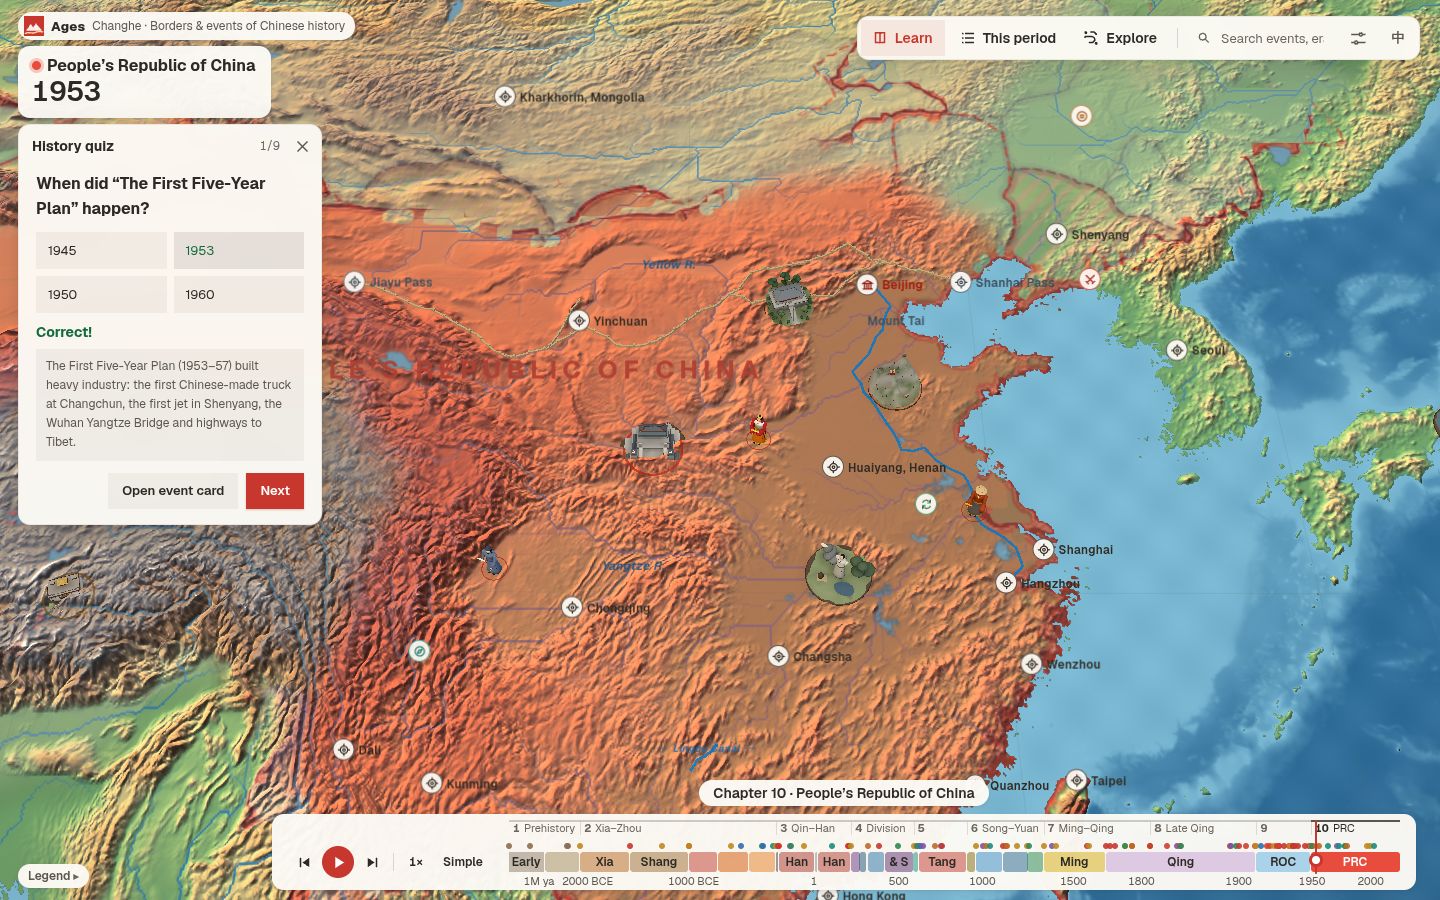 Ages Changhe · Borders & events of Chinese history
People's Republic of China
1953
Learn
This period
Explore
Search events, er
中
History quiz
1/9
When did “The First Five-Year
Plan” happen?
1945
1953
1950
1960
Correct!
The First Five-Year Plan (1953–57) built
heavy industry: the first Chinese-made truck
at Changchun, the first jet in Shenyang, the
Wuhan Yangtze Bridge and highways to
Tibet.
Open event card
Next
Kharkhorin, Mongolia
Shenyang
Yellow R.
Jiayu Pass
Beijing
Shanhai Pass
Yinchuan
Mount Tai
Seoul
REPUBLIC OF CHINA
Huaiyang, Henan
Shanghai
Yangtze R.
Hangzhou
Chongqing
Changsha
Wenzhou
Dali
Kunming
Quanzhou
Taipei
Chapter 10 · People's Republic of China
1 Prehistory
2 Xia–Zhou
3 Qin–Han
4 Division
5
6 Song–Yuan
7 Ming–Qing
8 Late Qing
9
10 PRC
1×
Simple
Early
Xia
Shang
Han
Han
& S
Tang
Ming
Qing
ROC
PRC
1M ya
2000 BCE
1000 BCE
1
500
1000
1500
1800
1900
1950
2000
Legend ▸
Hong Kong